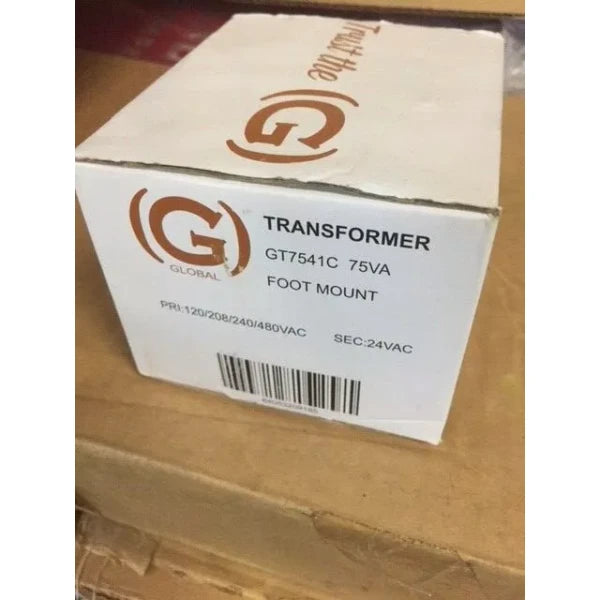 Trust the
(G)
(G)
GLOBAL
TRANSFORMER
GT7541C 75VA
FOOT MOUNT
PRI:120/208/240/480VAC
SEC:24VAC